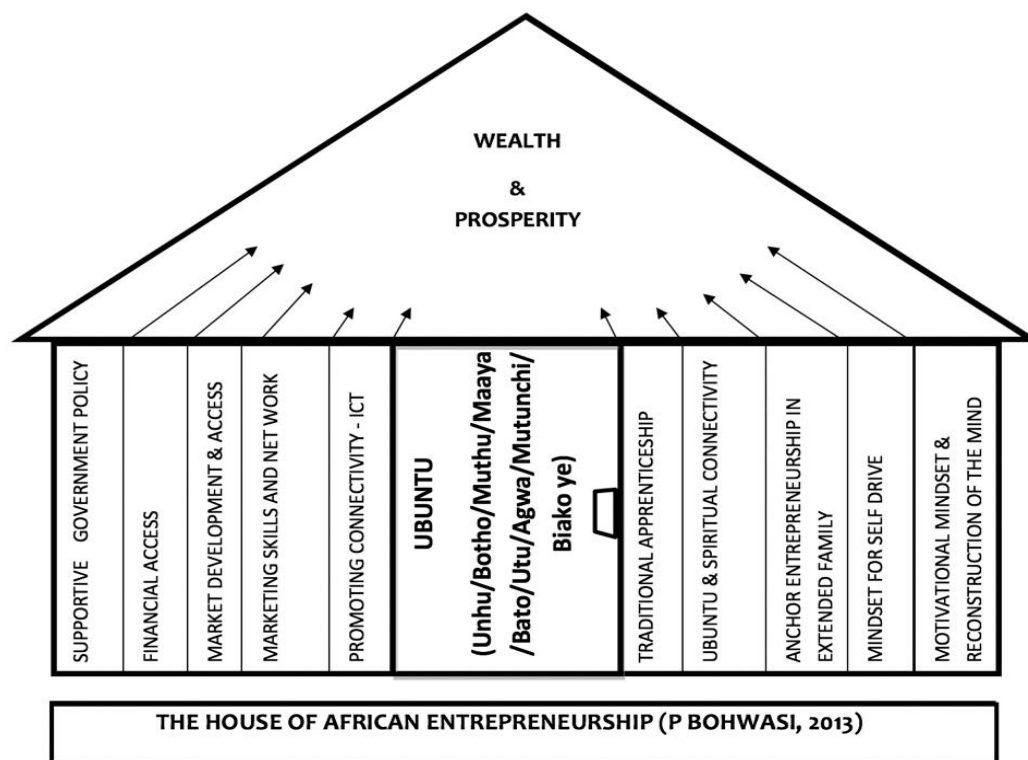 WEALTH
&
PROSPERITY
SUPPORTIVE GOVERNMENT POLICY
FINANCIAL ACCESS
MARKET DEVELOPMENT & ACCESS
MARKETING SKILLS AND NET WORK
PROMOTING CONNECTIVITY - ICT
UBUNTU
(Unhu/Botho/Muthu/Maaya
/Bato/Utu/Agwa/Mutunchi/
Biako ye)
TRADITIONAL APPRENTICESHIP
UBUNTU & SPIRITUAL CONNECTIVITY
ANCHOR ENTREPRENEURSHIP IN
EXTENDED FAMILY
MINDSET FOR SELF DRIVE
MOTIVATIONAL MINDSET &
RECONSTRUCTION OF THE MIND
THE HOUSE OF AFRICAN ENTREPRENEURSHIP (P BOHWASI, 2013)